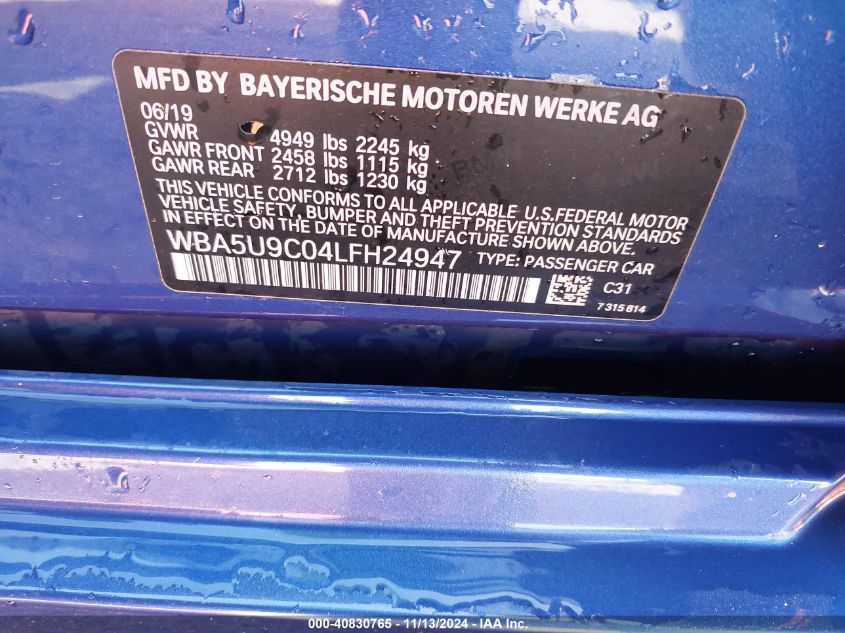 MFD BY BAYERISCHE MOTOREN WERKE AG
06/19
GVWR 4949 lbs 2245 kg
GAWR FRONT 2458 lbs 1115 kg
GAWR REAR 2712 lbs 1230 kg
THIS VEHICLE CONFORMS TO ALL APPLICABLE U.S.FEDERAL MOTOR
VEHICLE SAFETY, BUMPER AND THEFT PREVENTION STANDARDS
IN EFFECT ON THE DATE OF MANUFACTURE SHOWN ABOVE.
WBA5U9C04LFH24947 TYPE: PASSENGER CAR
C31
7315814
000-40830765 - 11/13/2024 - IAA, Inc.